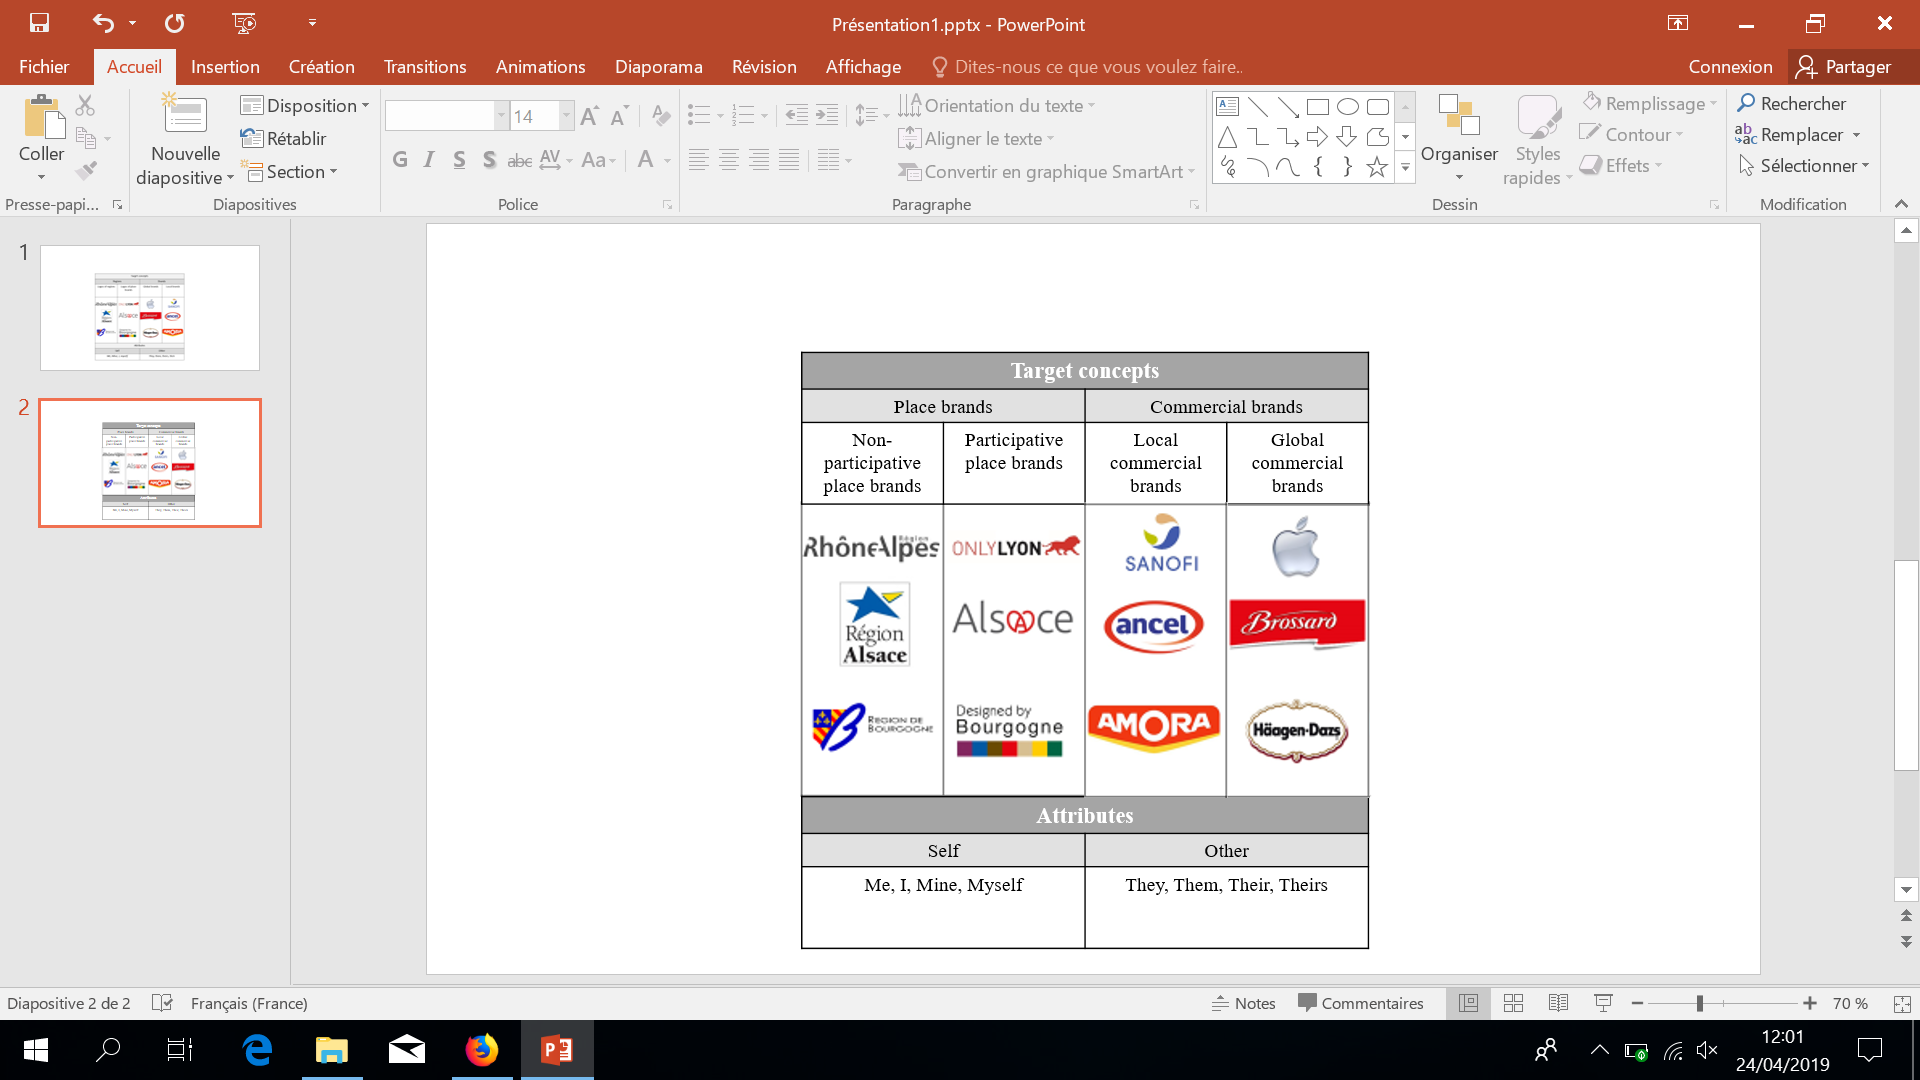 Présentation1.pptx - PowerPoint
Fichier Accueil Insertion Création Transitions Animations Diaporama Révision Affichage Dites-nous ce que vous voulez faire.. Connexion Partager
Coller
Presse-papi...
Nouvelle
diapositive
Disposition
Rétablir
Section
Diapositives
14
G I S S abc AV Aa A
Police
Orientation du texte
Aligner le texte
Convertir en graphique SmartArt
Paragraphe
Organiser
Styles
rapides
Remplissage
Contour
Effets
Dessin
Rechercher
Remplacer
Sélectionner
Modification
1
2
Target concepts
Place brands Commercial brands
Non-
participative
place brands
Participative
place brands
Local
commercial
brands
Global
commercial
brands
Région
RhôneAlpes
ONLYLYON
SANOFI
Région
Alsace
Alsace
ancel
Brossard
REGION DE
BOURGOGNE
Designed by
Bourgogne
AMORA
Häagen-Dazs
Attributes
Self Other
Me, I, Mine, Myself They, Them, Their, Theirs
Diapositive 2 de 2 Français (France) Notes Commentaires 70 %
12:01
24/04/2019